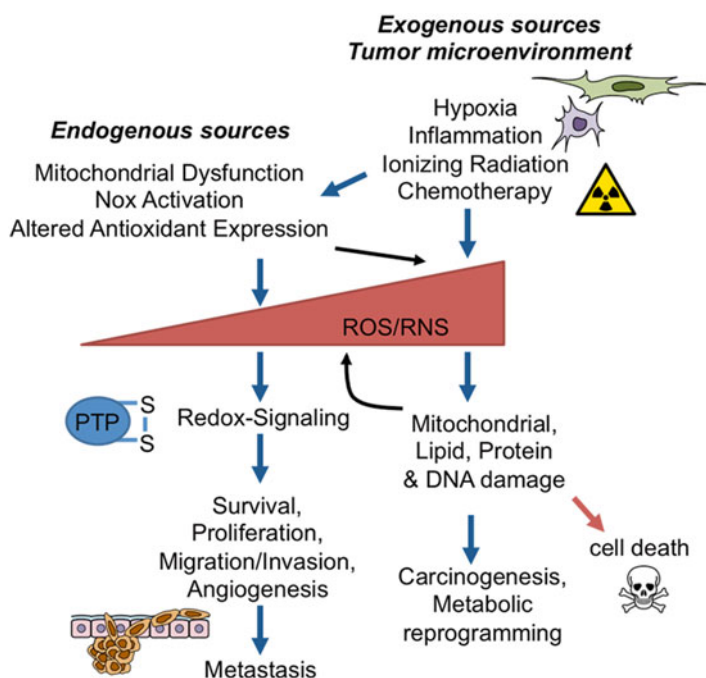 Exogenous sources
Tumor microenvironment
Hypoxia
Inflammation
Ionizing Radiation
Chemotherapy
Endogenous sources
Mitochondrial Dysfunction
Nox Activation
Altered Antioxidant Expression
ROS/RNS
PTP
S
S
Redox-Signaling
Mitochondrial,
Lipid, Protein
& DNA damage
Survival,
Proliferation,
Migration/Invasion,
Angiogenesis
cell death
Carcinogenesis,
Metabolic
reprogramming
Metastasis